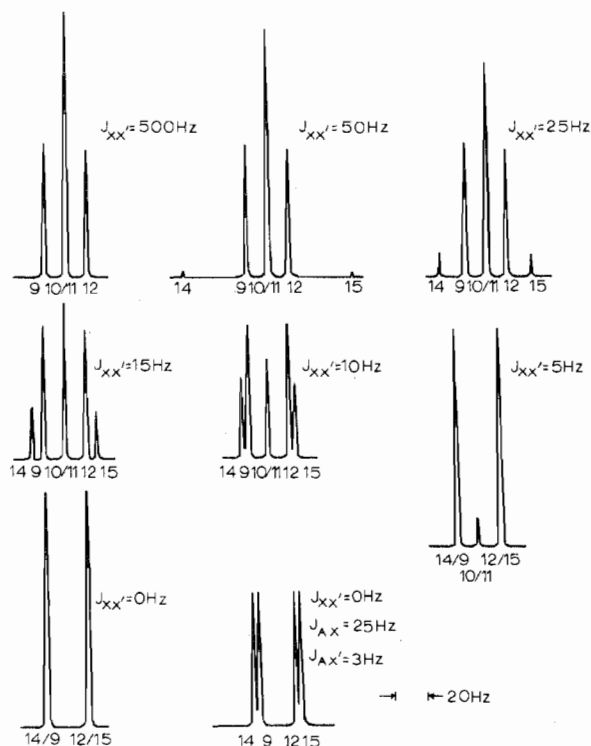 J_XX'=500Hz
J_XX'=50Hz
J_XX'=25Hz
9 10/11 12
14 9 10/11 12 15
14 9 10/11 12 15
J_XX'=15Hz
J_XX'=10Hz
J_XX'=5Hz
14 9 10/11 12 15
14 9 10/11 12 15
14/9 12/15
10/11
J_XX'=0Hz
J_XX'=0Hz
J_AX=25Hz
J_AX'=3Hz
20Hz
14/9 12/15
14 9 12 15